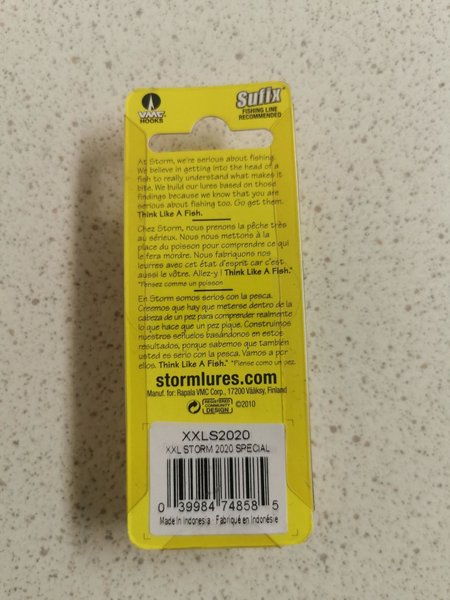 VMC
HOOKS
Sufix
FISHING LINE
RECOMMENDED
At Storm, we're serious about fishing.
We believe in getting into the head of a
fish to really understand what makes it
bite. We build our lures based on those
findings because we know that you are
serious about fishing too. Go get them.
Think Like A Fish.
Chez Storm, nous prenons la pêche très
au sérieux. Nous nous mettons à la
place du poisson pour comprendre ce qui
le fera mordre. Nous fabriquons nos
leurres avec cet état d'esprit car c'est
aussi le vôtre. Allez-y ! Think Like A Fish.*
*Pensez comme un poisson
En Storm somos serios con la pesca.
Creemos que hay que meterse dentro de la
cabeza de un pez para comprender realmente
lo que hace que un pez pique. Construimos
nuestros señuelos basándonos en estos
resultados, porque sabemos que también
usted es serio con la pesca. Vamos a por
ellos. Think Like A Fish.* *Piense como un pez
stormlures.com
Manuf. for: Rapala VMC Corp., 17200 Vääksy, Finland
REGISTERED
COMMUNITY
DESIGN
©2010
XXLS2020
XXL STORM 2020 SPECIAL
0 39984 74858 5
Made in Indonesia Fabriqué en Indonésie